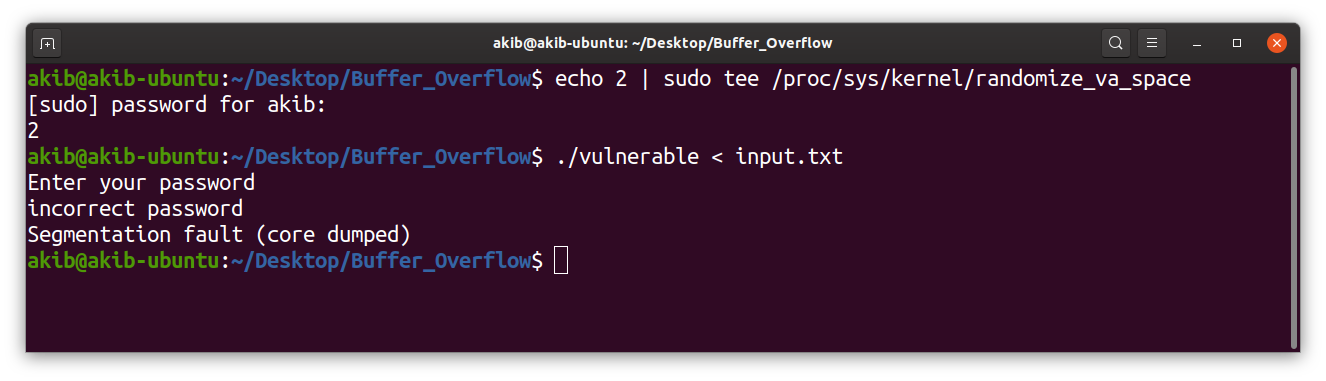 akib@akib-ubuntu: ~/Desktop/Buffer_Overflow
akib@akib-ubuntu:~/Desktop/Buffer_Overflow$ echo 2 | sudo tee /proc/sys/kernel/randomize_va_space
[sudo] password for akib:
2
akib@akib-ubuntu:~/Desktop/Buffer_Overflow$ ./vulnerable < input.txt
Enter your password
incorrect password
Segmentation fault (core dumped)
akib@akib-ubuntu:~/Desktop/Buffer_Overflow$